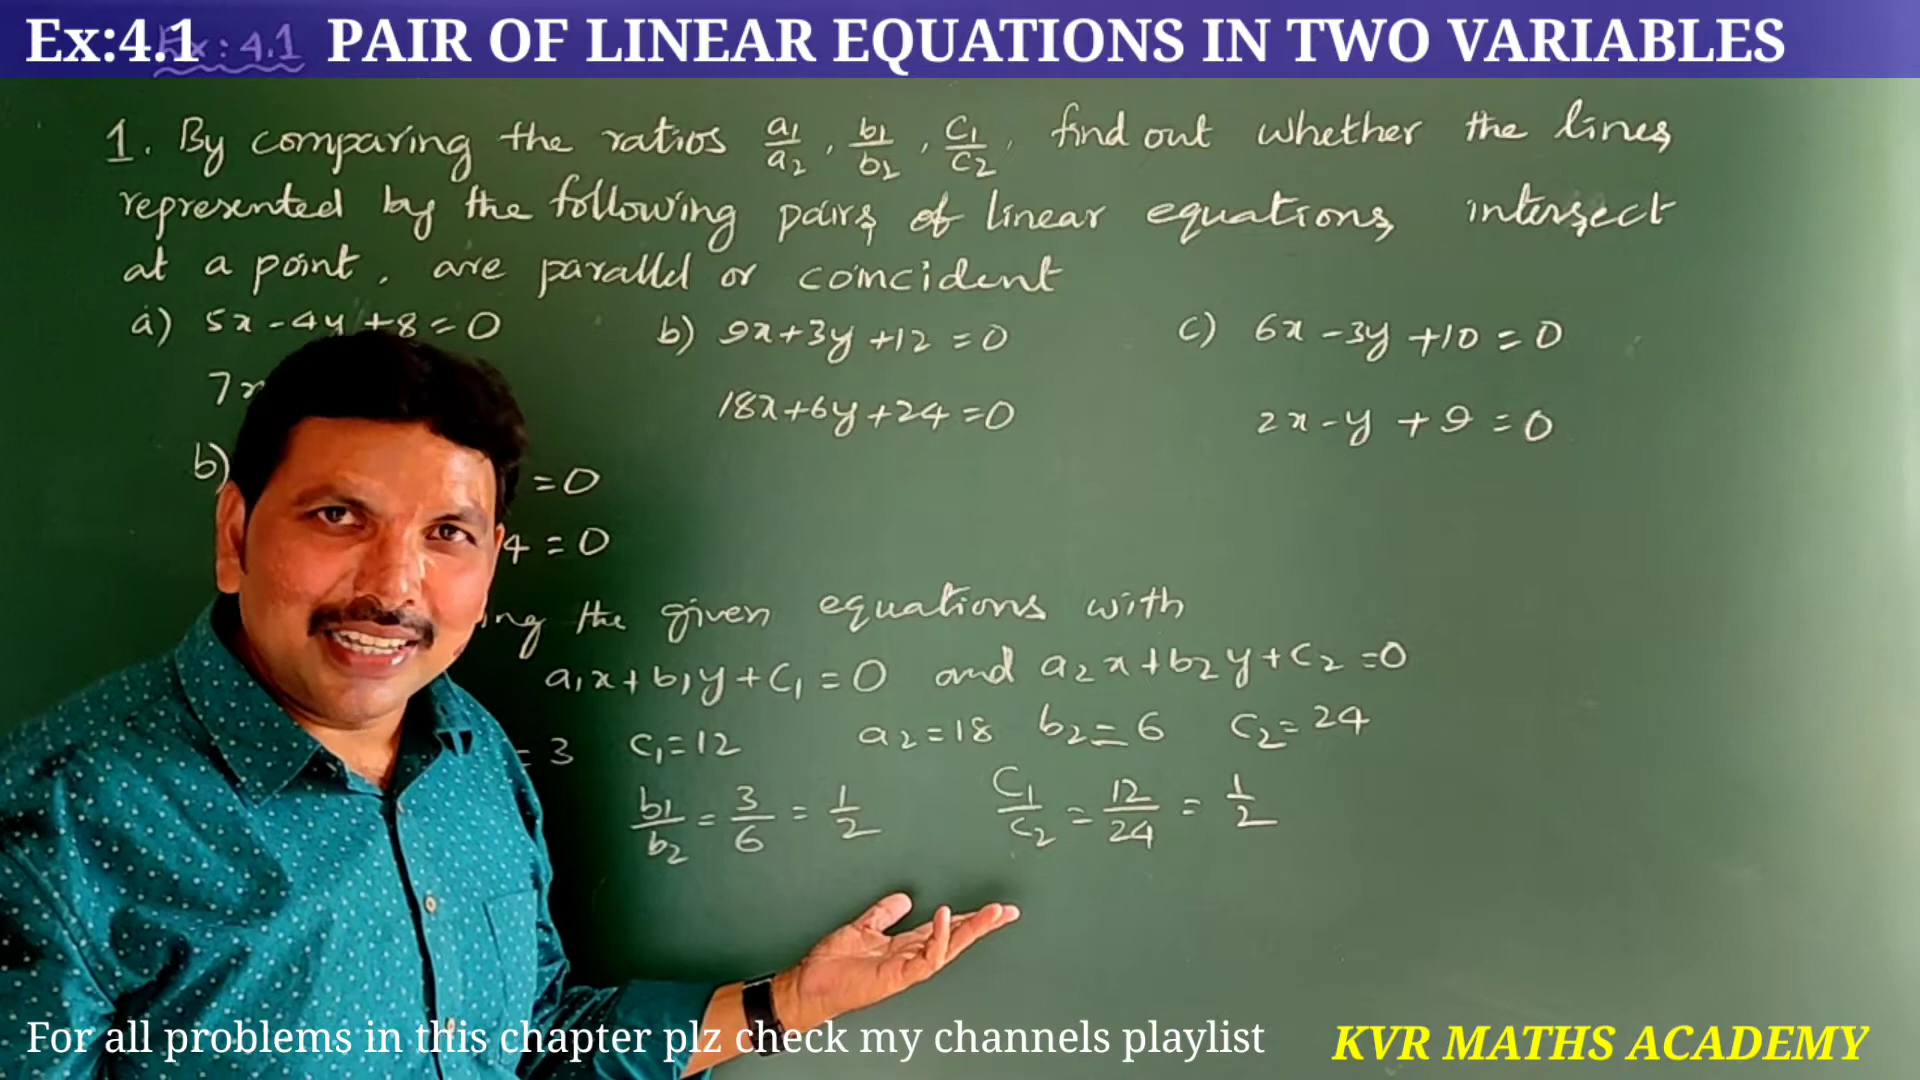 Ex:4.1 Ex: 4.1 PAIR OF LINEAR EQUATIONS IN TWO VARIABLES
1. By comparing the ratios a1/a2, b1/b2, c1/c2, find out whether the lines
represented by the following pairs of linear equations intersect
at a point, are parallel or coincident
a) 5x-4y+8=0 b) 9x+3y+12=0 c) 6x-3y+10=0
7x 18x+6y+24=0 2x-y+9=0
b) =0
4=0
ing the given equations with
a1x+b1y+c1=0 and a2x+b2y+c2=0
=3 c1=12 a2=18 b2=6 c2=24
b1/b2=3/6=1/2 c1/c2=12/24=1/2
For all problems in this chapter plz check my channels playlist KVR MATHS ACADEMY